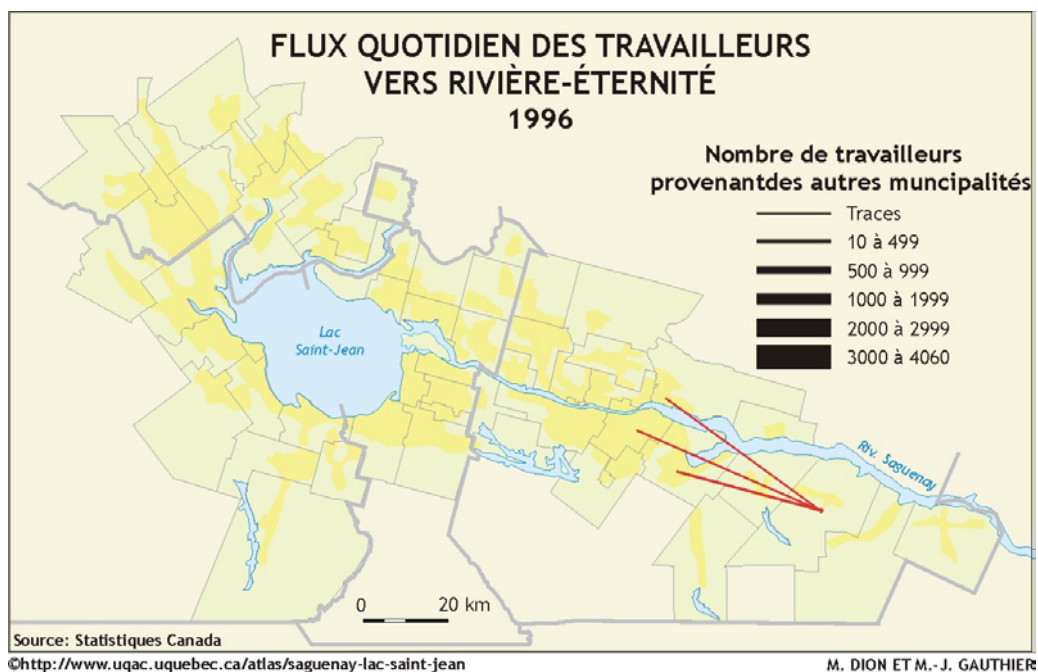 FLUX QUOTIDIEN DES TRAVAILLEURS
VERS RIVIÈRE-ÉTERNITÉ
1996
Nombre de travailleurs
provenantdes autres muncipalités
Traces
10 à 499
500 à 999
1000 à 1999
2000 à 2999
3000 à 4060
Lac
Saint-Jean
Riv. Saguenay
0 20 km
Source: Statistiques Canada
©http://www.uqac.uquebec.ca/atlas/saguenay-lac-saint-jean
M. DION ET M.-J. GAUTHIER